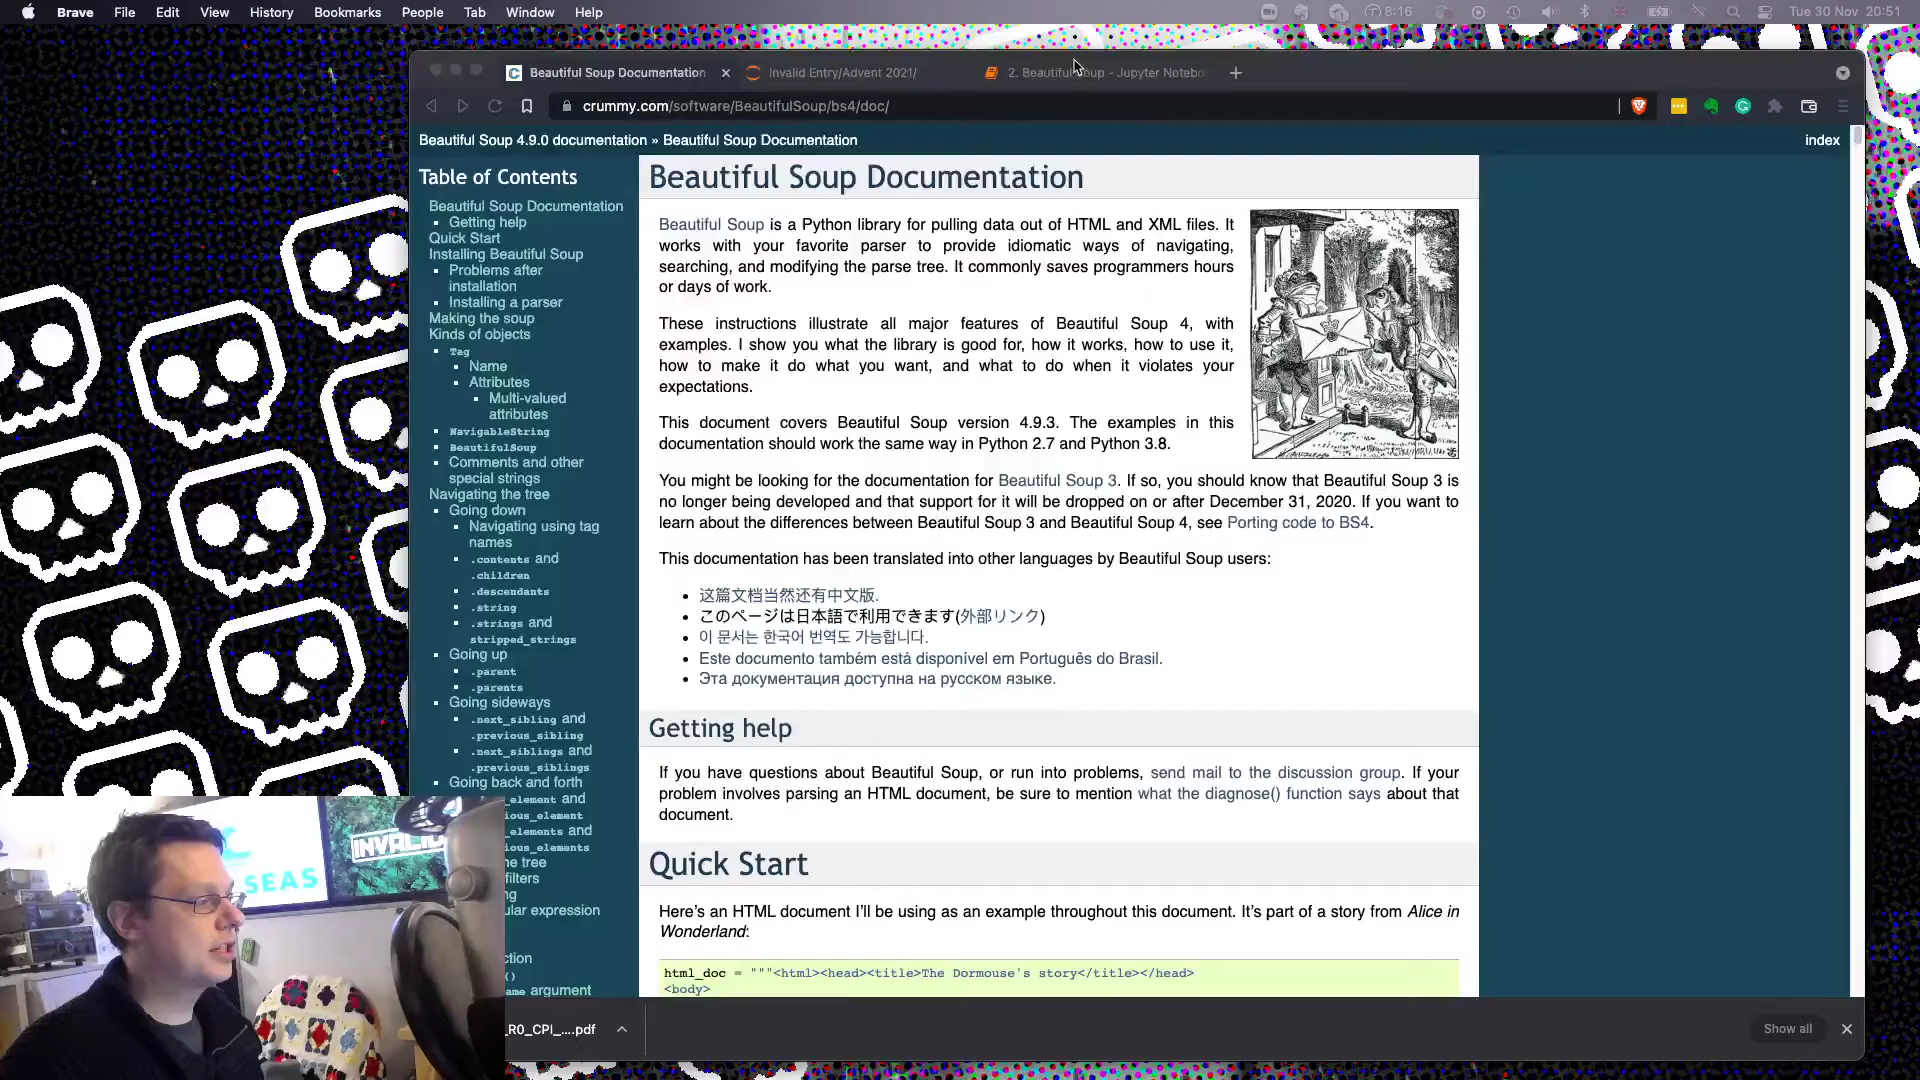 Brave File Edit View History Bookmarks People Tab Window Help 8:16 Tue 30 Nov 20:51
Beautiful Soup Documentation Invalid Entry/Advent 2021/ 2. Beautiful Soup - Jupyter Notebo
crummy.com/software/BeautifulSoup/bs4/doc/
Beautiful Soup 4.9.0 documentation » Beautiful Soup Documentation index
Table of Contents
Beautiful Soup Documentation
Getting help
Quick Start
Installing Beautiful Soup
Problems after
installation
Installing a parser
Making the soup
Kinds of objects
Tag
Name
Attributes
Multi-valued
attributes
NavigableString
BeautifulSoup
Comments and other
special strings
Navigating the tree
Going down
Navigating using tag
names
.contents and
.children
.descendants
.string
.strings and
stripped_strings
Going up
.parent
.parents
Going sideways
.next_sibling and
.previous_sibling
.next_siblings and
.previous_siblings
Going back and forth
_element and
ious_element
_elements and
ious_elements
he tree
filters
ng
ular expression
ction
()
ame argument
Beautiful Soup Documentation
Beautiful Soup is a Python library for pulling data out of HTML and XML files. It
works with your favorite parser to provide idiomatic ways of navigating,
searching, and modifying the parse tree. It commonly saves programmers hours
or days of work.
These instructions illustrate all major features of Beautiful Soup 4, with
examples. I show you what the library is good for, how it works, how to use it,
how to make it do what you want, and what to do when it violates your
expectations.
This document covers Beautiful Soup version 4.9.3. The examples in this
documentation should work the same way in Python 2.7 and Python 3.8.
You might be looking for the documentation for Beautiful Soup 3. If so, you should know that Beautiful Soup 3 is
no longer being developed and that support for it will be dropped on or after December 31, 2020. If you want to
learn about the differences between Beautiful Soup 3 and Beautiful Soup 4, see Porting code to BS4.
This documentation has been translated into other languages by Beautiful Soup users:
这篇文档当然还有中文版.
このページは日本語で利用できます(外部リンク)
이 문서는 한국어 번역도 가능합니다.
Este documento também está disponível em Português do Brasil.
Эта документация доступна на русском языке.
Getting help
If you have questions about Beautiful Soup, or run into problems, send mail to the discussion group. If your
problem involves parsing an HTML document, be sure to mention what the diagnose() function says about that
document.
Quick Start
Here's an HTML document I'll be using as an example throughout this document. It's part of a story from Alice in
Wonderland:
html_doc = """<html><head><title>The Dormouse's story</title></head>
<body>
SEAS
INVALID
_R0_CPI_....pdf
Show all